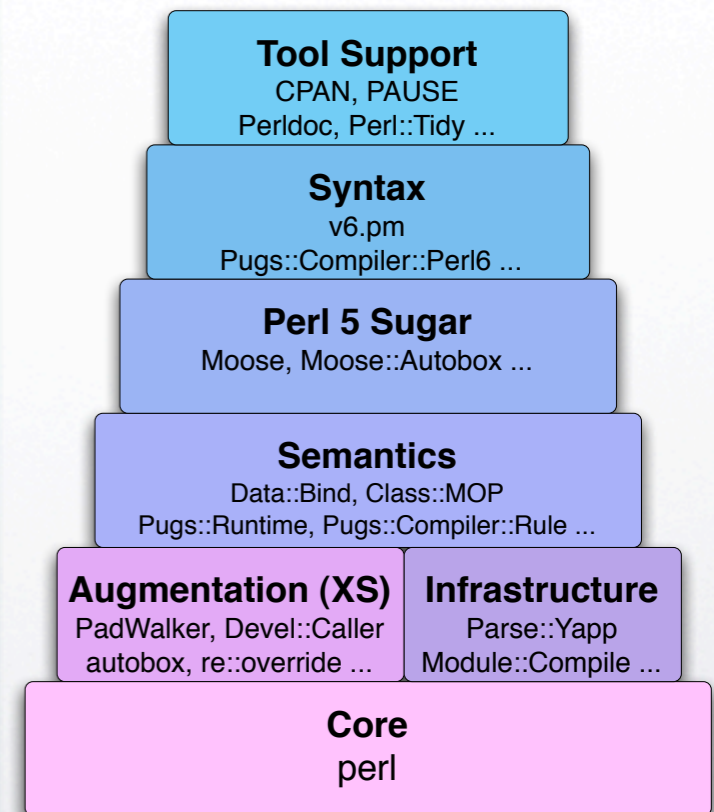 Tool Support
CPAN, PAUSE
Perldoc, Perl::Tidy ...
Syntax
v6.pm
Pugs::Compiler::Perl6 ...
Perl 5 Sugar
Moose, Moose::Autobox ...
Semantics
Data::Bind, Class::MOP
Pugs::Runtime, Pugs::Compiler::Rule ...
Augmentation (XS)
PadWalker, Devel::Caller
autobox, re::override ...
Infrastructure
Parse::Yapp
Module::Compile ...
Core
perl